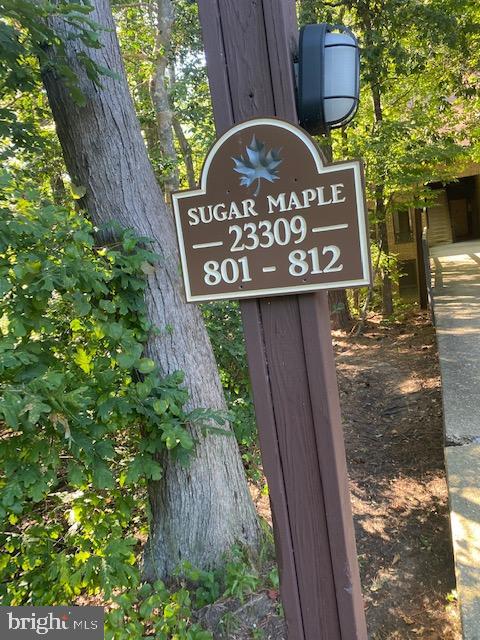 SUGAR MAPLE
– 23309 –
801 - 812
bright MLS